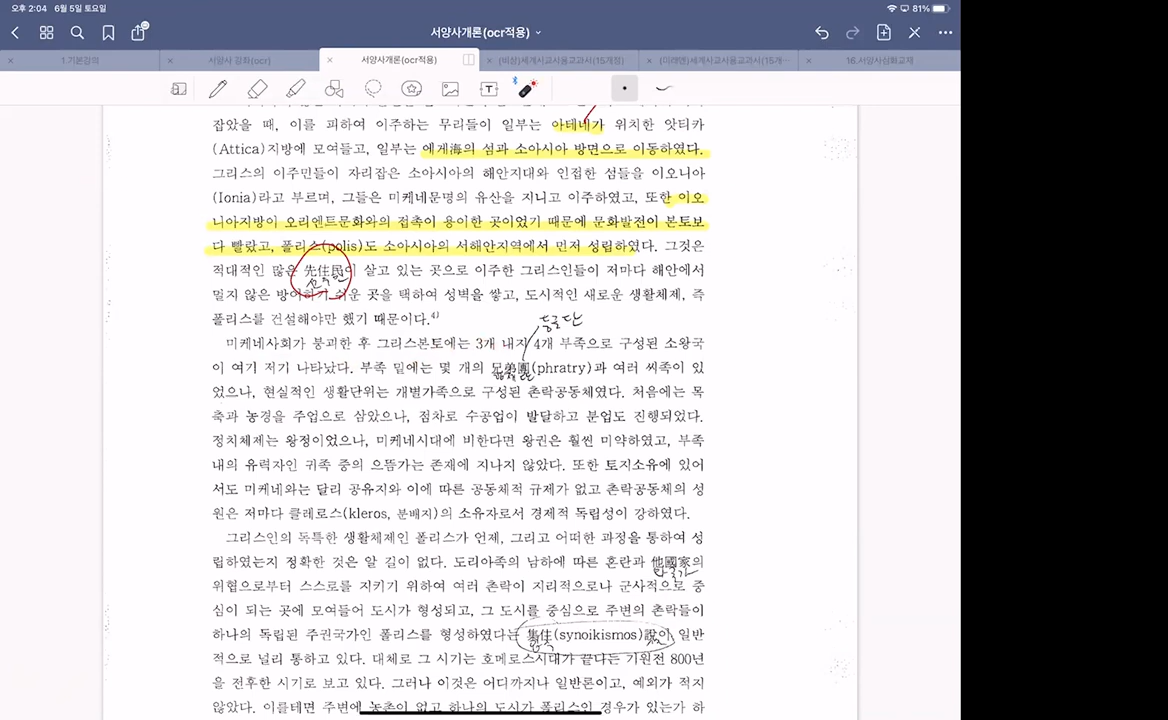 오후 2:04 6월 5일 토요일
81%
서양사개론(ocr적용)
1.기본강의
서양사 강좌(ocr)
서양사개론(ocr적용)
(비상)세계사교사용교과서(15개정)
(미래엔)세계사교사용교과서(15개…
16.서양사심화교재
잡았을 때, 이를 피하여 이주하는 무리들이 일부는 아테네가 위치한 앗티카
(Attica)지방에 모여들고, 일부는 에게海의 섬과 소아시아 방면으로 이동하였다.
그리스의 이주민들이 자리잡은 소아시아의 해안지대와 인접한 섬들을 이오니아
(Ionia)라고 부르며, 그들은 미케네문명의 유산을 지니고 이주하였고, 또한 이오
니아지방이 오리엔트문화와의 접촉이 용이한 곳이었기 때문에 문화발전이 본토보
다 빨랐고, 폴리스(polis)도 소아시아의 서해안지역에서 먼저 성립하였다. 그것은
적대적인 많은 先住民이 살고 있는 곳으로 이주한 그리스인들이 저마다 해안에서
선주민
멀지 않은 방어하기 쉬운 곳을 택하여 성벽을 쌓고, 도시적인 새로운 생활체제, 즉
폴리스를 건설해야만 했기 때문이다.4)
미케네사회가 붕괴한 후 그리스본토에는 3개 내지 4개 부족으로 구성된 소왕국
이 여기 저기 나타났다. 부족 밑에는 몇 개의 兄弟團(phratry)과 여러 씨족이 있
었으나, 현실적인 생활단위는 개별가족으로 구성된 촌락공동체였다. 처음에는 목
축과 농경을 주업으로 삼았으나, 점차로 수공업이 발달하고 분업도 진행되었다.
정치체제는 왕정이었으나, 미케네시대에 비한다면 왕권은 훨씬 미약하였고, 부족
내의 유력자인 귀족 중의 으뜸가는 존재에 지나지 않았다. 또한 토지소유에 있어
서도 미케네와는 달리 공유지와 이에 따른 공동체적 규제가 없고 촌락공동체의 성
원은 저마다 클레로스(kleros, 분배지)의 소유자로서 경제적 독립성이 강하였다.
그리스인의 독특한 생활체제인 폴리스가 언제, 그리고 어떠한 과정을 통하여 성
립하였는지 정확한 것은 알 길이 없다. 도리아족의 남하에 따른 혼란과 他國家의
타국가
위협으로부터 스스로를 지키기 위하여 여러 촌락이 지리적으로나 군사적으로 중
심이 되는 곳에 모여들어 도시가 형성되고, 그 도시를 중심으로 주변의 촌락들이
하나의 독립된 주권국가인 폴리스를 형성하였다는 集住(synoikismos)說이 일반
적으로 널리 통하고 있다. 대체로 그 시기는 호메로스시대가 끝나는 기원전 800년
을 전후한 시기로 보고 있다. 그러나 이것은 어디까지나 일반론이고, 예외가 적지
않았다. 이를테면 주변에 농촌이 없고 하나의 도시가 폴리스인 경우가 있는가 하